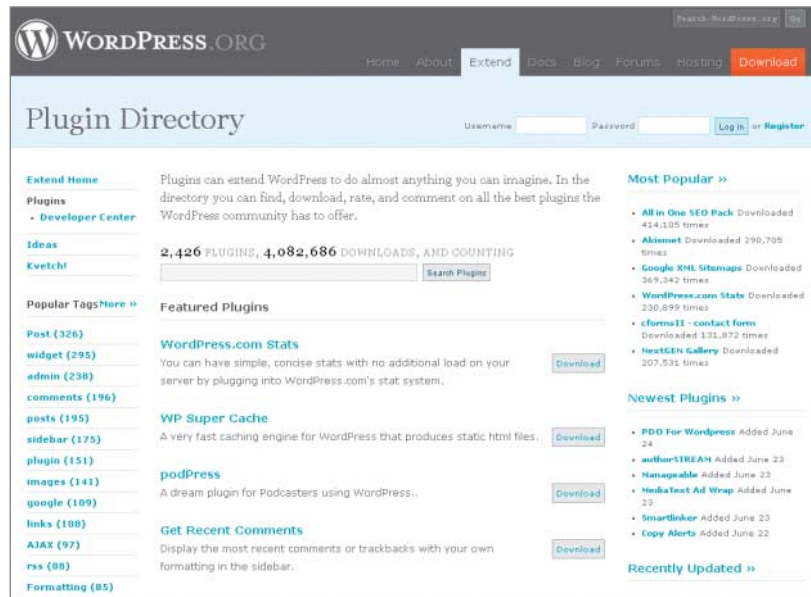 WORDPRESS.ORG
Search WordPress.org
Go
Home About Extend Docs Blog Forums Hosting Download
Plugin Directory
Username
Password
Log in or Register
Extend Home
Plugins
• Developer Center
Ideas
Kvetch!
Popular Tags More »
Post (326)
widget (295)
admin (238)
comments (196)
posts (195)
sidebar (175)
plugin (151)
images (141)
google (109)
links (108)
AJAX (97)
rss (88)
Formatting (85)
Plugins can extend WordPress to do almost anything you can imagine. In the
directory you can find, download, rate, and comment on all the best plugins the
WordPress community has to offer.
2,426 PLUGINS, 4,082,686 DOWNLOADS, AND COUNTING
Search Plugins
Featured Plugins
WordPress.com Stats
You can have simple, concise stats with no additional load on your
server by plugging into WordPress.com's stat system.
Download
WP Super Cache
A very fast caching engine for WordPress that produces static html files.
Download
podPress
A dream plugin for Podcasters using WordPress..
Download
Get Recent Comments
Display the most recent comments or trackbacks with your own
formatting in the sidebar.
Download
Most Popular »
• All in One SEO Pack Downloaded
414,105 times
• Akismet Downloaded 290,705
times
• Google XML Sitemaps Downloaded
369,342 times
• WordPress.com Stats Downloaded
230,899 times
• cformsII - contact form
Downloaded 131,872 times
• NextGEN Gallery Downloaded
207,531 times
Newest Plugins »
• PDO For Wordpress Added June
24
• authorSTREAM Added June 23
• Manageable Added June 23
• MediaText Ad Wrap Added June
23
• Smartlinker Added June 23
• Copy Alerts Added June 22
Recently Updated »